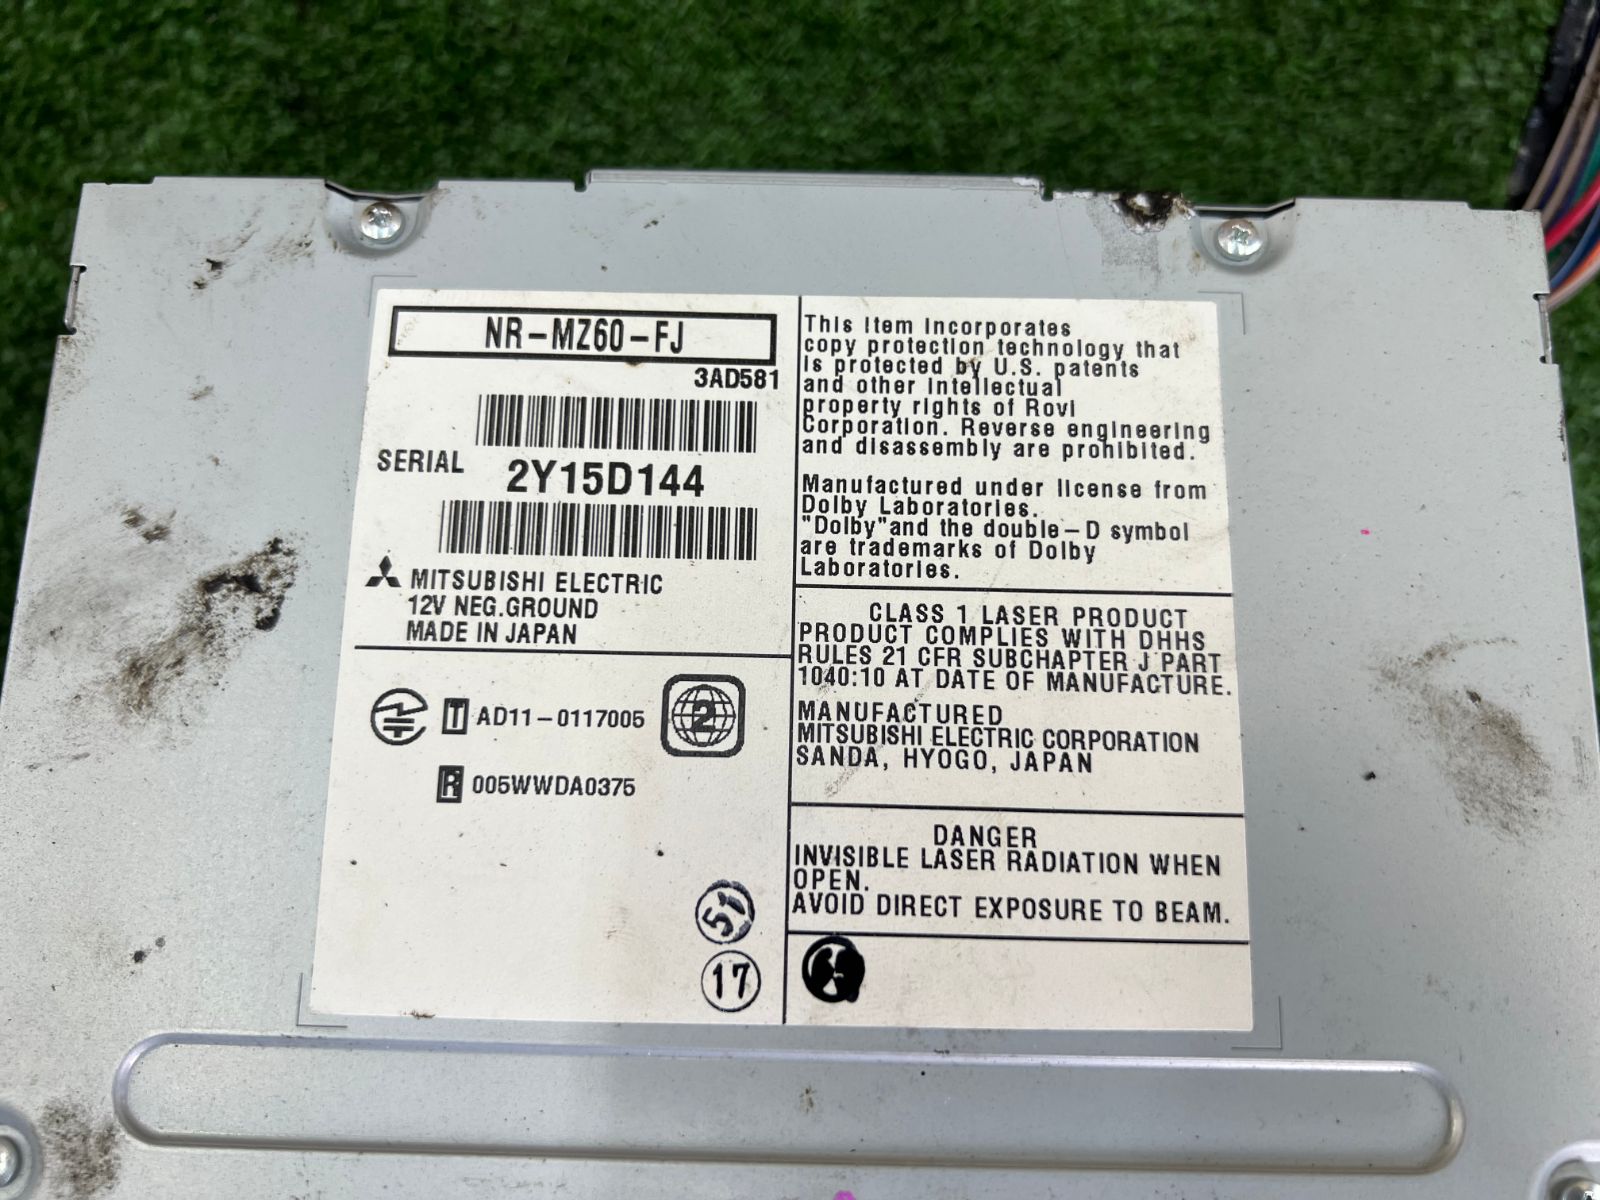 NR-MZ60-FJ
3AD581
SERIAL 2Y15D144
MITSUBISHI ELECTRIC
12V NEG.GROUND
MADE IN JAPAN
T AD11-0117005
2
R 005WWDA0375
17
This item incorporates
copy protection technology that
is protected by U.S. patents
and other intellectual
property rights of Rovi
Corporation. Reverse engineering
and disassembly are prohibited.
Manufactured under license from
Dolby Laboratories.
"Dolby"and the double-D symbol
are trademarks of Dolby
Laboratories.
CLASS 1 LASER PRODUCT
PRODUCT COMPLIES WITH DHHS
RULES 21 CFR SUBCHAPTER J PART
1040:10 AT DATE OF MANUFACTURE.
MANUFACTURED
MITSUBISHI ELECTRIC CORPORATION
SANDA, HYOGO, JAPAN
DANGER
INVISIBLE LASER RADIATION WHEN
OPEN.
AVOID DIRECT EXPOSURE TO BEAM.